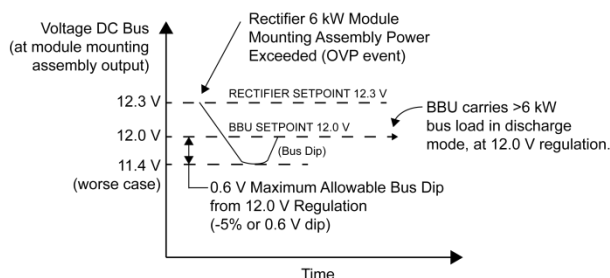 Voltage DC Bus
(at module mounting
assembly output)
Rectifier 6 kW Module
Mounting Assembly Power
Exceeded (OVP event)
12.3 V
RECTIFIER SETPOINT 12.3 V
12.0 V
BBU SETPOINT 12.0 V
(Bus Dip)
BBU carries >6 kW
bus load in discharge
mode, at 12.0 V regulation.
11.4 V
(worse case)
0.6 V Maximum Allowable Bus Dip
from 12.0 V Regulation
(-5% or 0.6 V dip)
Time